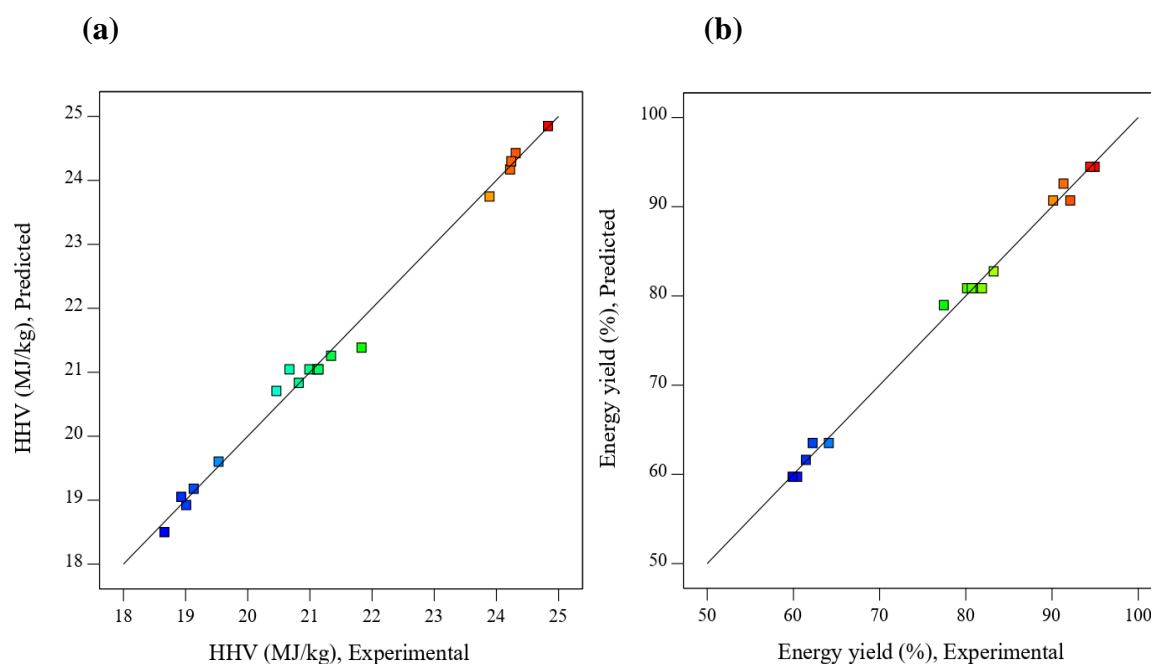 (a)
(b)
HHV (MJ/kg), Predicted
25
24
23
22
21
20
19
18
18 19 20 21 22 23 24 25
HHV (MJ/kg), Experimental
Energy yield (%), Predicted
100
90
80
70
60
50
50 60 70 80 90 100
Energy yield (%), Experimental